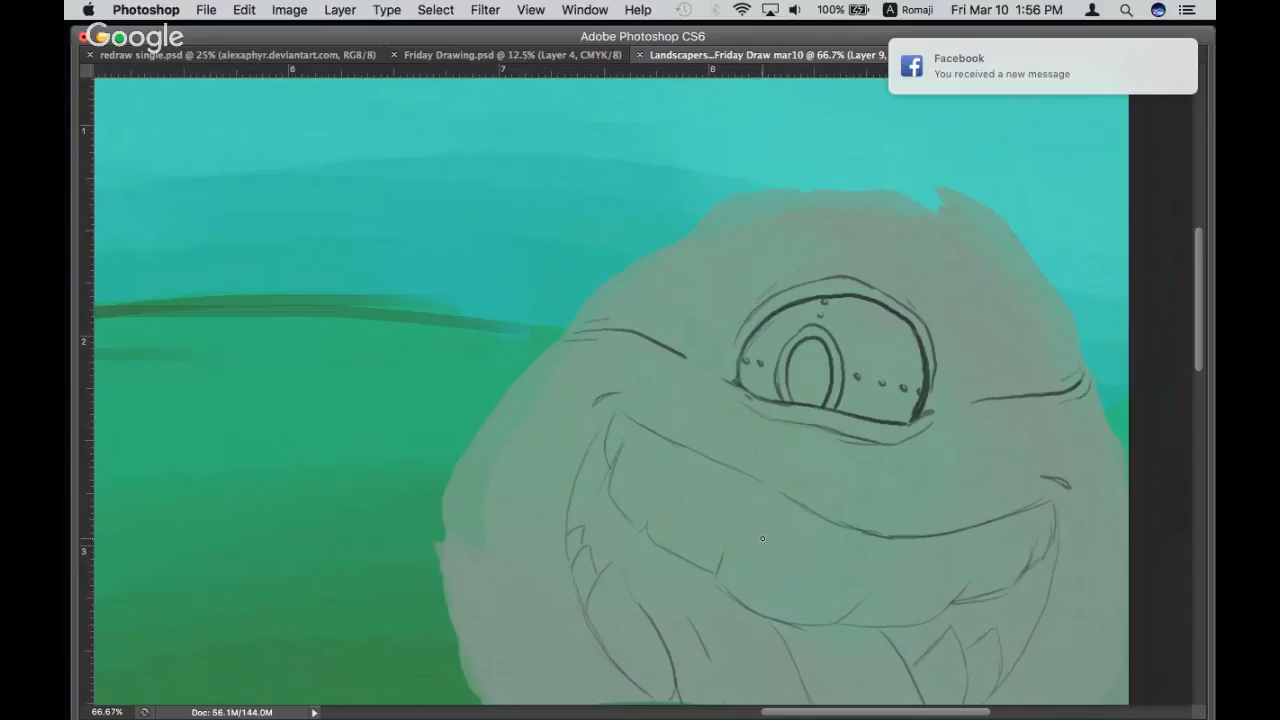 Photoshop File Edit Image Layer Type Select Filter View Window Help 100% A Romaji Fri Mar 10 1:56 PM
Google
Adobe Photoshop CS6
redraw single.psd @ 25% (alexaphyr.deviantart.com, RGB/8) Friday Drawing.psd @ 12.5% (Layer 4, CMYK/8) Landscapers...Friday Draw mar10 @ 66.7% (Layer 9,
Facebook
You received a new message
6 7 8
1
2
3
66.67% Doc: 56.1M/144.0M